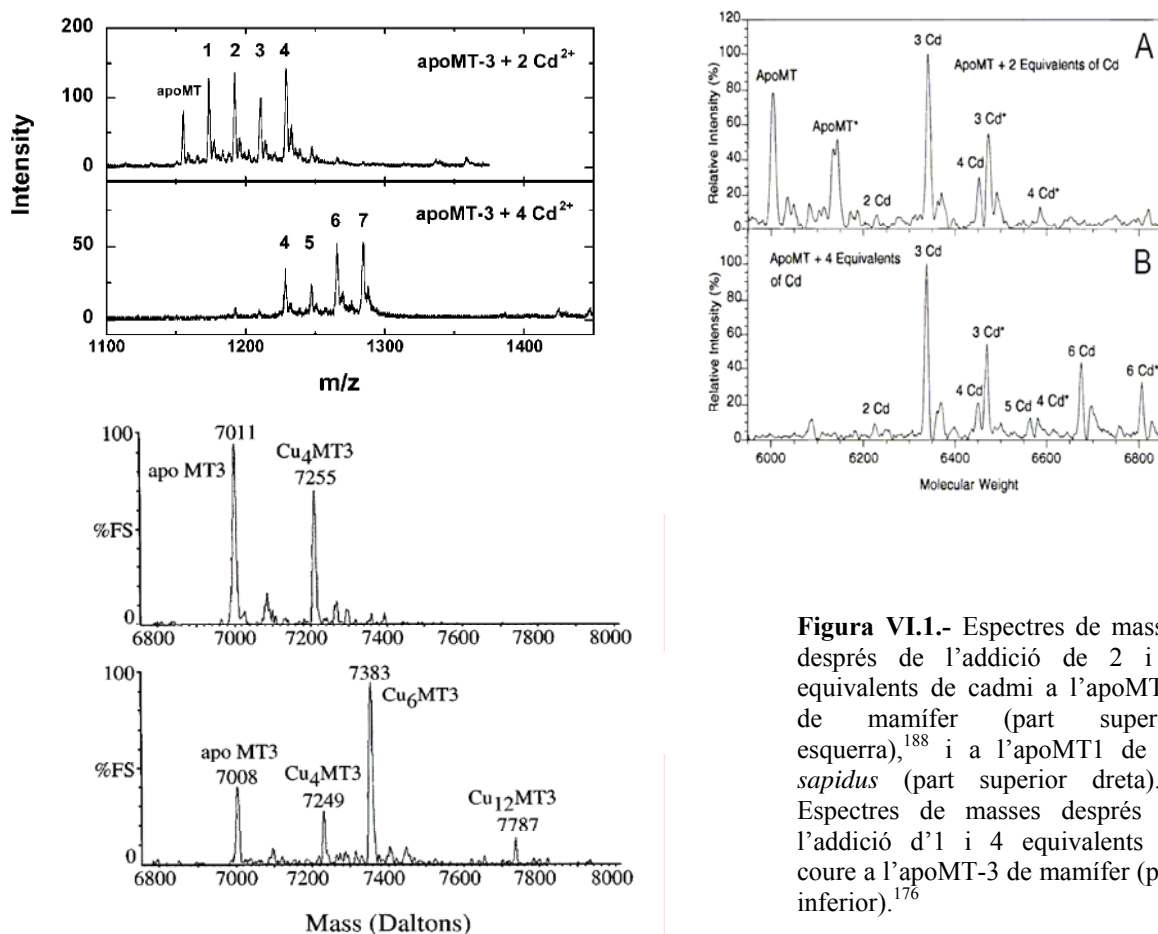 200
100
0
Intensity
1 2 3 4
apoMT
apoMT-3 + 2 Cd2+
50
0
4 5 6 7
apoMT-3 + 4 Cd2+
1100 1200 1300 1400
m/z
120
100
80
60
40
20
0
Relative Intensity (%)
A
ApoMT + 2 Equivalents of Cd
ApoMT
ApoMT*
2 Cd
3 Cd
4 Cd
3 Cd*
4 Cd*
100
80
60
40
20
0
Relative Intensity (%)
B
ApoMT + 4 Equivalents
of Cd
2 Cd
3 Cd
4 Cd
3 Cd*
5 Cd
4 Cd*
6 Cd
6 Cd*
6000 6200 6400 6600 6800
Molecular Weight
100
%FS
0
7011
apo MT3
Cu4MT3
7255
6800 7000 7200 7400 7600 7800 8000
100
%FS
0
apo MT3
7008
Cu4MT3
7249
7383
Cu6MT3
Cu12MT3
7787
6800 7000 7200 7400 7600 7800 8000
Mass (Daltons)
Figura VI.1.- Espectres de mass
després de l'addició de 2 i
equivalents de cadmi a l'apoMT
de mamífer (part super
esquerra),188 i a l'apoMT1 de
sapidus (part superior dreta).
Espectres de masses després
l'addició d'1 i 4 equivalents
coure a l'apoMT-3 de mamífer (p
inferior).176